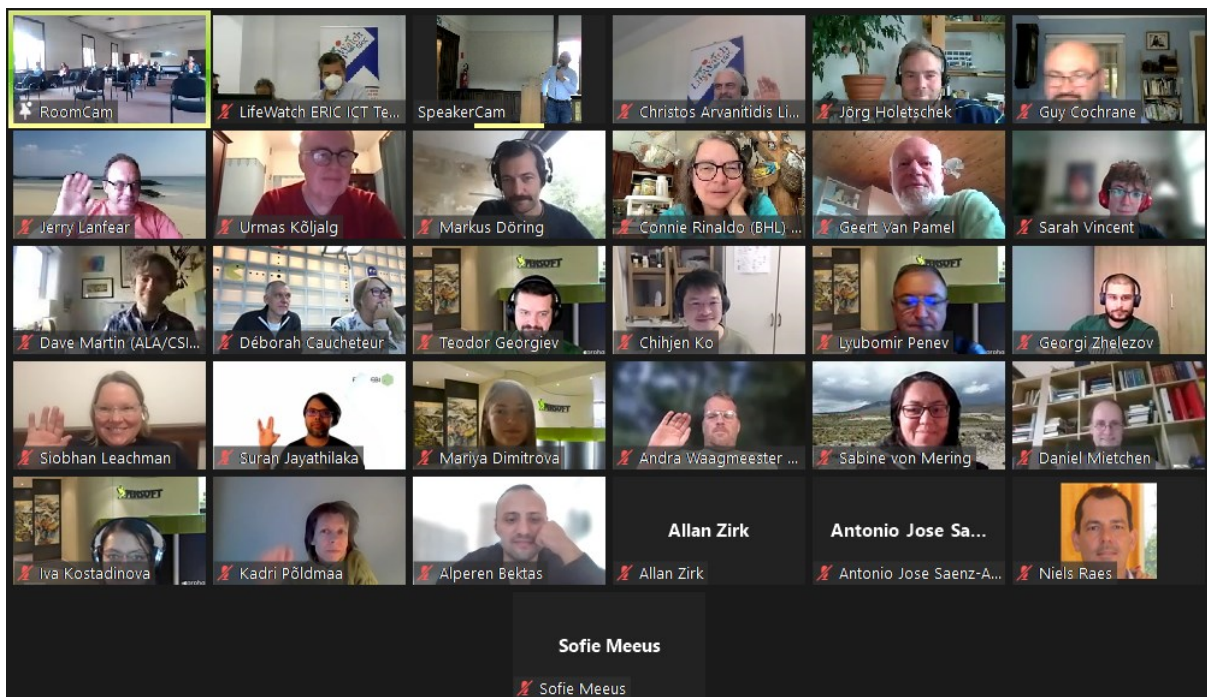 RoomCam
LifeWatch ERIC ICT Te...
SpeakerCam
Christos Arvanitidis Li...
Jörg Holetschek
Guy Cochrane
Jerry Lanfear
Urmas Kõljalg
Markus Döring
Connie Rinaldo (BHL) ...
Geert Van Pamel
Sarah Vincent
Dave Martin (ALA/CSI...
Déborah Caucheteur
Teodor Georgiev
Chihjen Ko
Lyubomir Penev
Georgi Zhelezov
Siobhan Leachman
Suran Jayathilaka
Mariya Dimitrova
Andra Waagmeester ...
Sabine von Mering
Daniel Mietchen
Iva Kostadinova
Kadri Põldmaa
Alperen Bektas
Allan Zirk
Allan Zirk
Antonio Jose Sa...
Antonio Jose Saenz-A...
Niels Raes
Sofie Meeus
Sofie Meeus